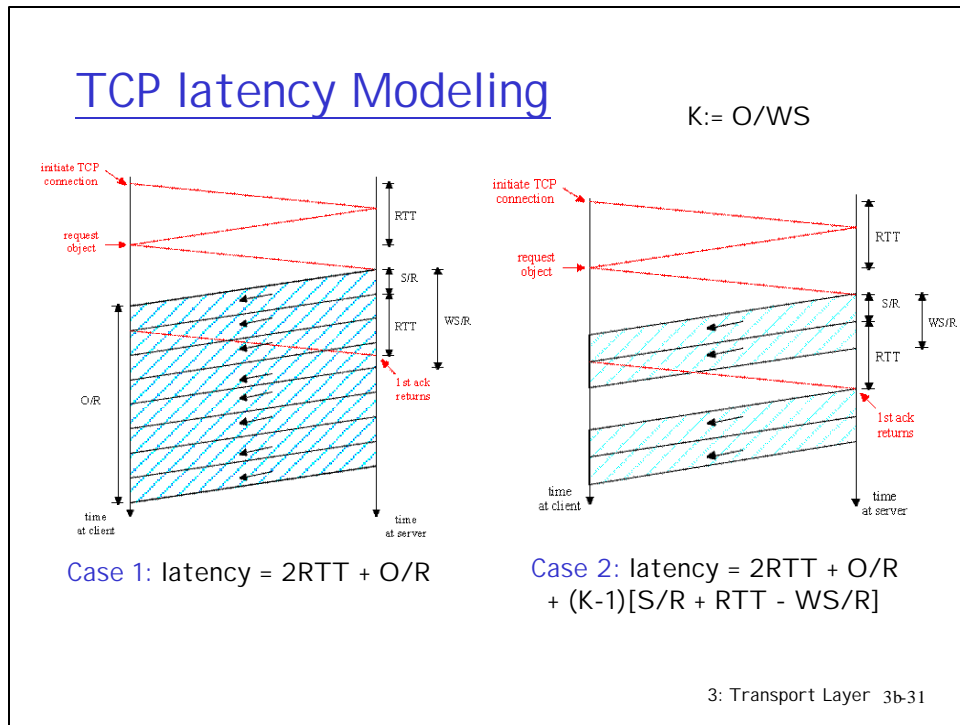 TCP latency Modeling
K:= O/WS
initiate TCP
connection
RTT
request
object
S/R
RTT
WS/R
1st ack
returns
O/R
time
at client
time
at server
initiate TCP
connection
RTT
request
object
S/R
WS/R
RTT
1st ack
returns
time
at client
time
at server
Case 1: latency = 2RTT + O/R
Case 2: latency = 2RTT + O/R
+ (K-1)[S/R + RTT - WS/R]
3: Transport Layer 3b-31